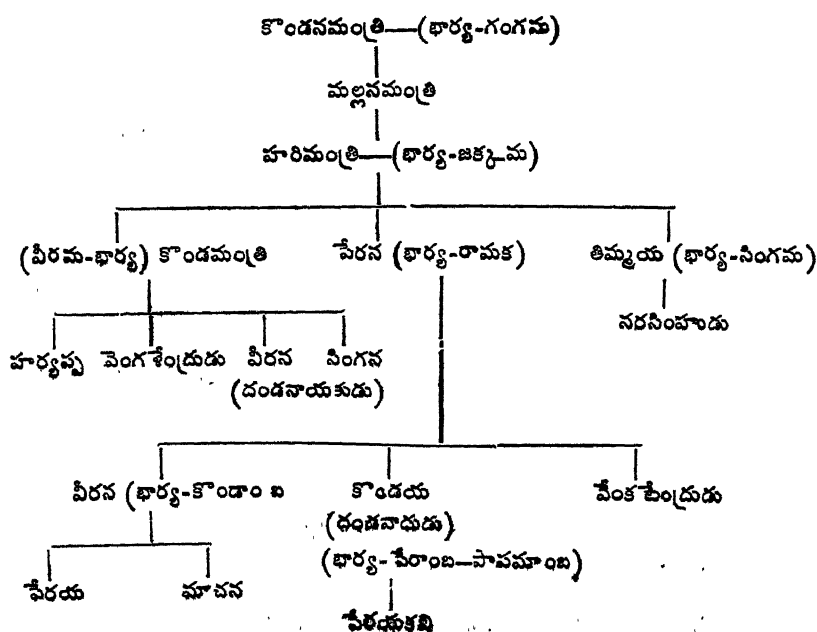 కొండనమంత్రి—(భార్య-గంగమ)
మల్లనమంత్రి
హరిమంత్రి—(భార్య-జక్కమ)
(వీరమ-భార్య) కొండమంత్రి పేరన (భార్య-రామక) తిమ్మయ (భార్య-సింగమ)
నరసింహుడు
హర్యప్ప వెంగళేంద్రుడు వీరన సింగన
(దండనాయకుడు)
వీరన (భార్య-కొండాంబ కొండయ వేంకటేంద్రుడు
(దండనాధుడు)
(భార్య-పేరాంబ—పాపమాంబ)
పేరయ మాచన
పేరయకవి